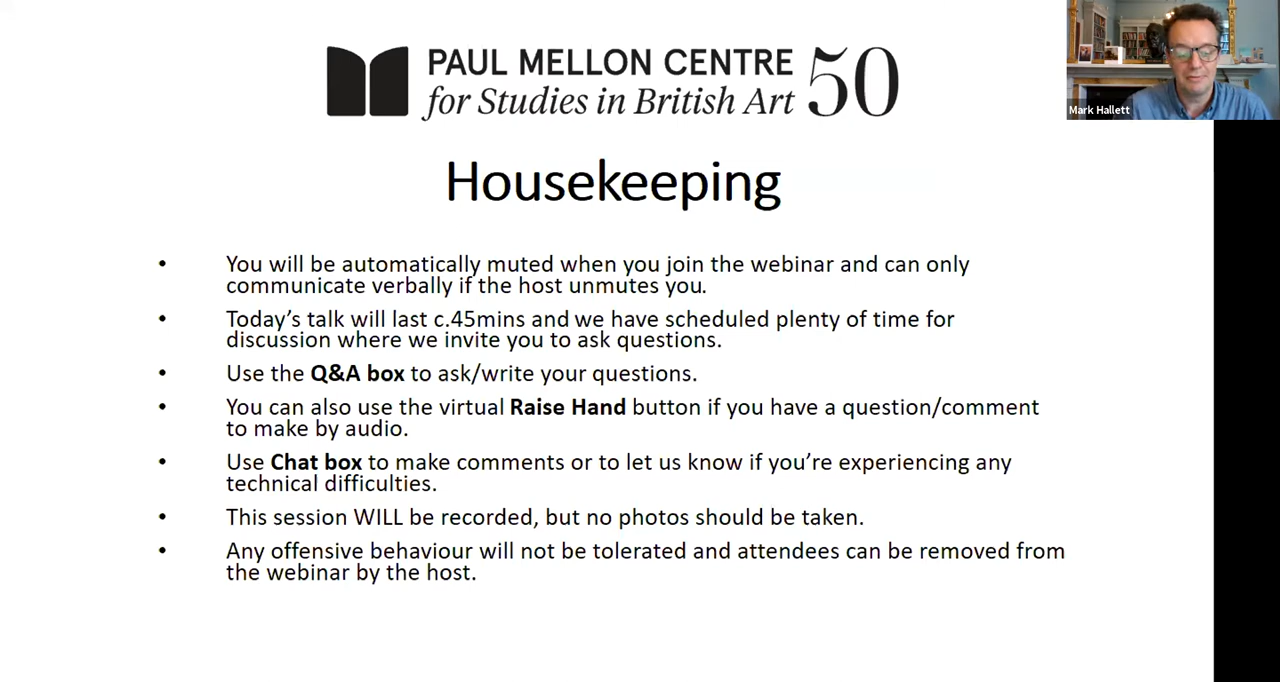 PAUL MELLON CENTRE
for Studies in British Art
50
Mark Hallett
Housekeeping
• You will be automatically muted when you join the webinar and can only
communicate verbally if the host unmutes you.
• Today's talk will last c.45mins and we have scheduled plenty of time for
discussion where we invite you to ask questions.
• Use the Q&A box to ask/write your questions.
• You can also use the virtual Raise Hand button if you have a question/comment
to make by audio.
• Use Chat box to make comments or to let us know if you're experiencing any
technical difficulties.
• This session WILL be recorded, but no photos should be taken.
• Any offensive behaviour will not be tolerated and attendees can be removed from
the webinar by the host.